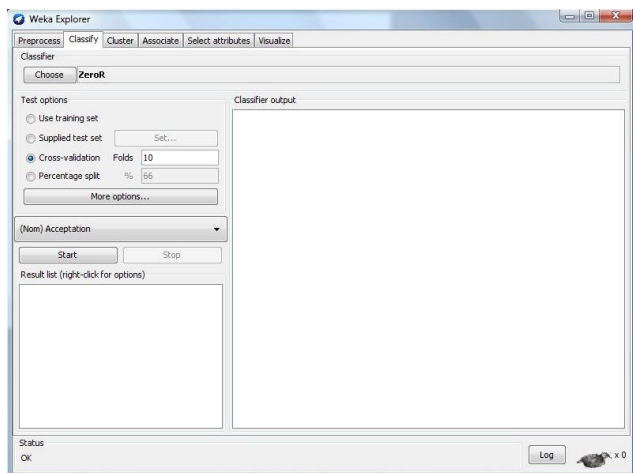 Weka Explorer
Preprocess Classify Cluster Associate Select attributes Visualize
Classifier
Choose ZeroR
Test options
Use training set
Supplied test set Set...
Cross-validation Folds 10
Percentage split % 66
More options...
(Nom) Acceptation
Start Stop
Result list (right-click for options)
Classifier output
Status
OK
Log x 0